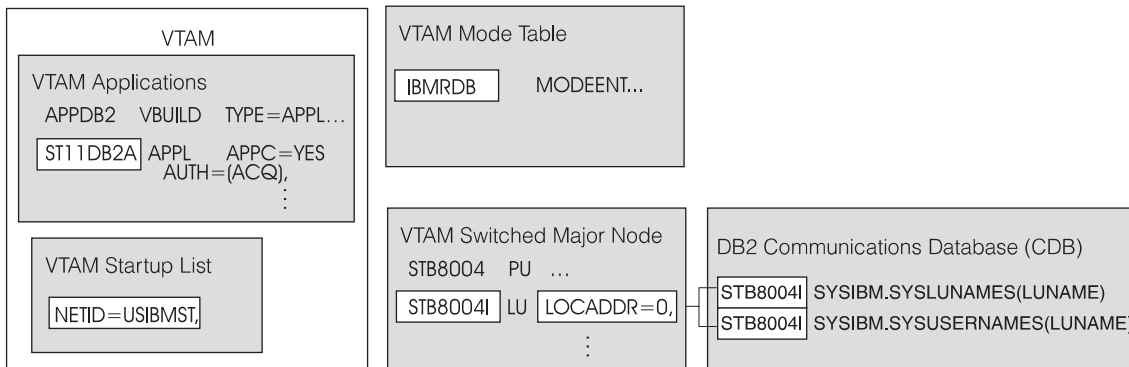 VTAM
VTAM Applications
APPDB2 VBUILD TYPE=APPL...
ST11DB2A APPL APPC=YES
AUTH=(ACQ),
⋮
VTAM Startup List
NETID=USIBMST,
VTAM Mode Table
IBMRDB MODEENT...
VTAM Switched Major Node
STB8004 PU ...
STB8004I LU LOCADDR=0,
⋮
DB2 Communications Database (CDB)
STB8004I SYSIBM.SYSLUNAMES(LUNAME)
STB8004I SYSIBM.SYSUSERNAMES(LUNAME)